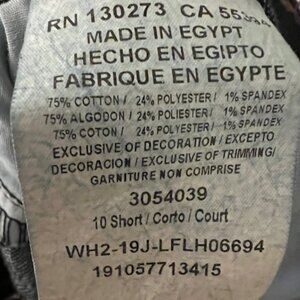 RN 130273 CA
MADE IN EGYPT
HECHO EN EGIPTO
FABRIQUE EN EGYPTE
75% COTTON / 24% POLYESTER / 1% SPANDEX
75% ALGODON / 24% POLIESTER / 1% SPANDEX
75% COTON / 24% POLYESTER / 1% SPANDEX
EXCLUSIVE OF DECORATION / EXCEPTO
DECORACION / EXCLUSIVE OF TRIMMING/
GARNITURE NON COMPRISE
3054039
10 Short / Corto / Court
WH2-19J-LFLH06694
191057713415